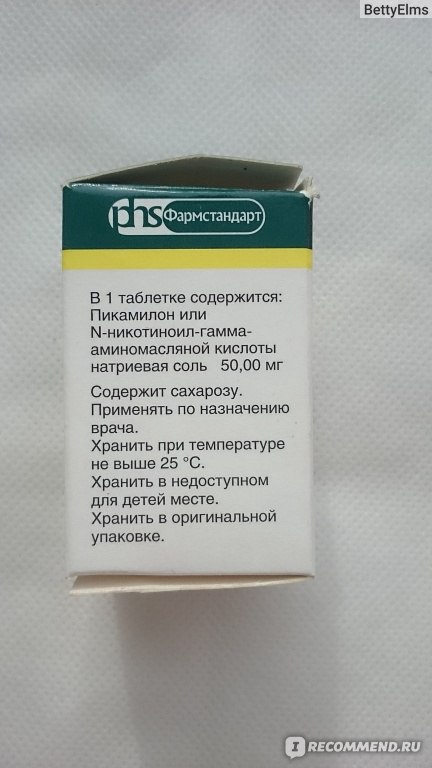 BettyElms
phs Фармстандарт
В 1 таблетке содержится:
Пикамилон или
N-никотиноил-гамма-
аминомасляной кислоты
натриевая соль 50,00 мг
Содержит сахарозу.
Применять по назначению
врача.
Хранить при температуре
не выше 25 °С.
Хранить в недоступном
для детей месте.
Хранить в оригинальной
упаковке.
I RECOMMEND.RU